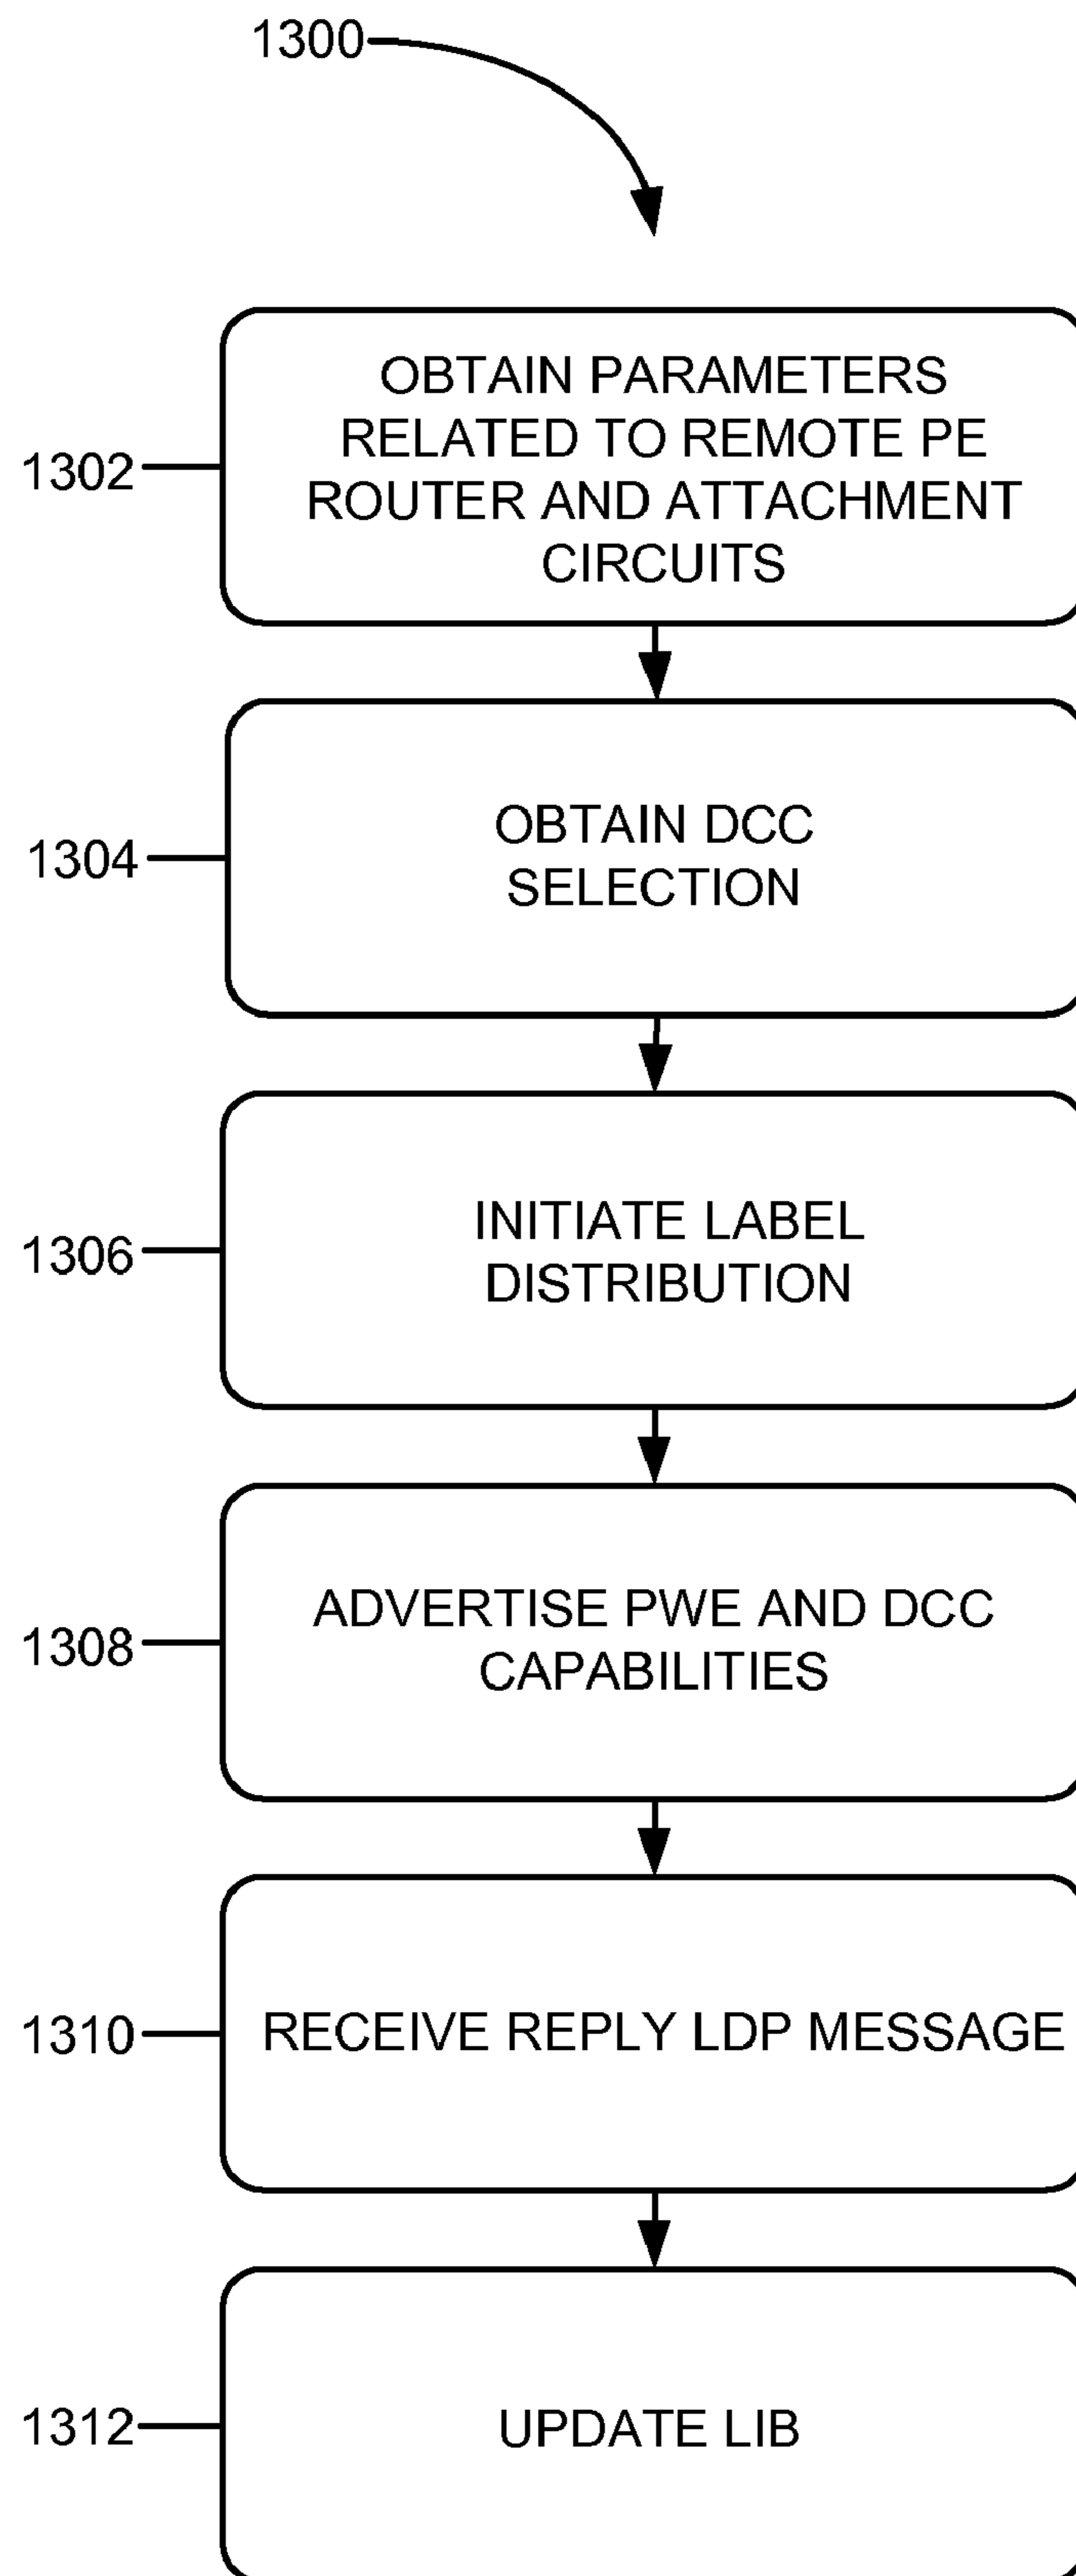 1300
1302
OBTAIN PARAMETERS
RELATED TO REMOTE PE
ROUTER AND ATTACHMENT
CIRCUITS
1304
OBTAIN DCC
SELECTION
1306
INITIATE LABEL
DISTRIBUTION
1308
ADVERTISE PWE AND DCC
CAPABILITIES
1310
RECEIVE REPLY LDP MESSAGE
1312
UPDATE LIB